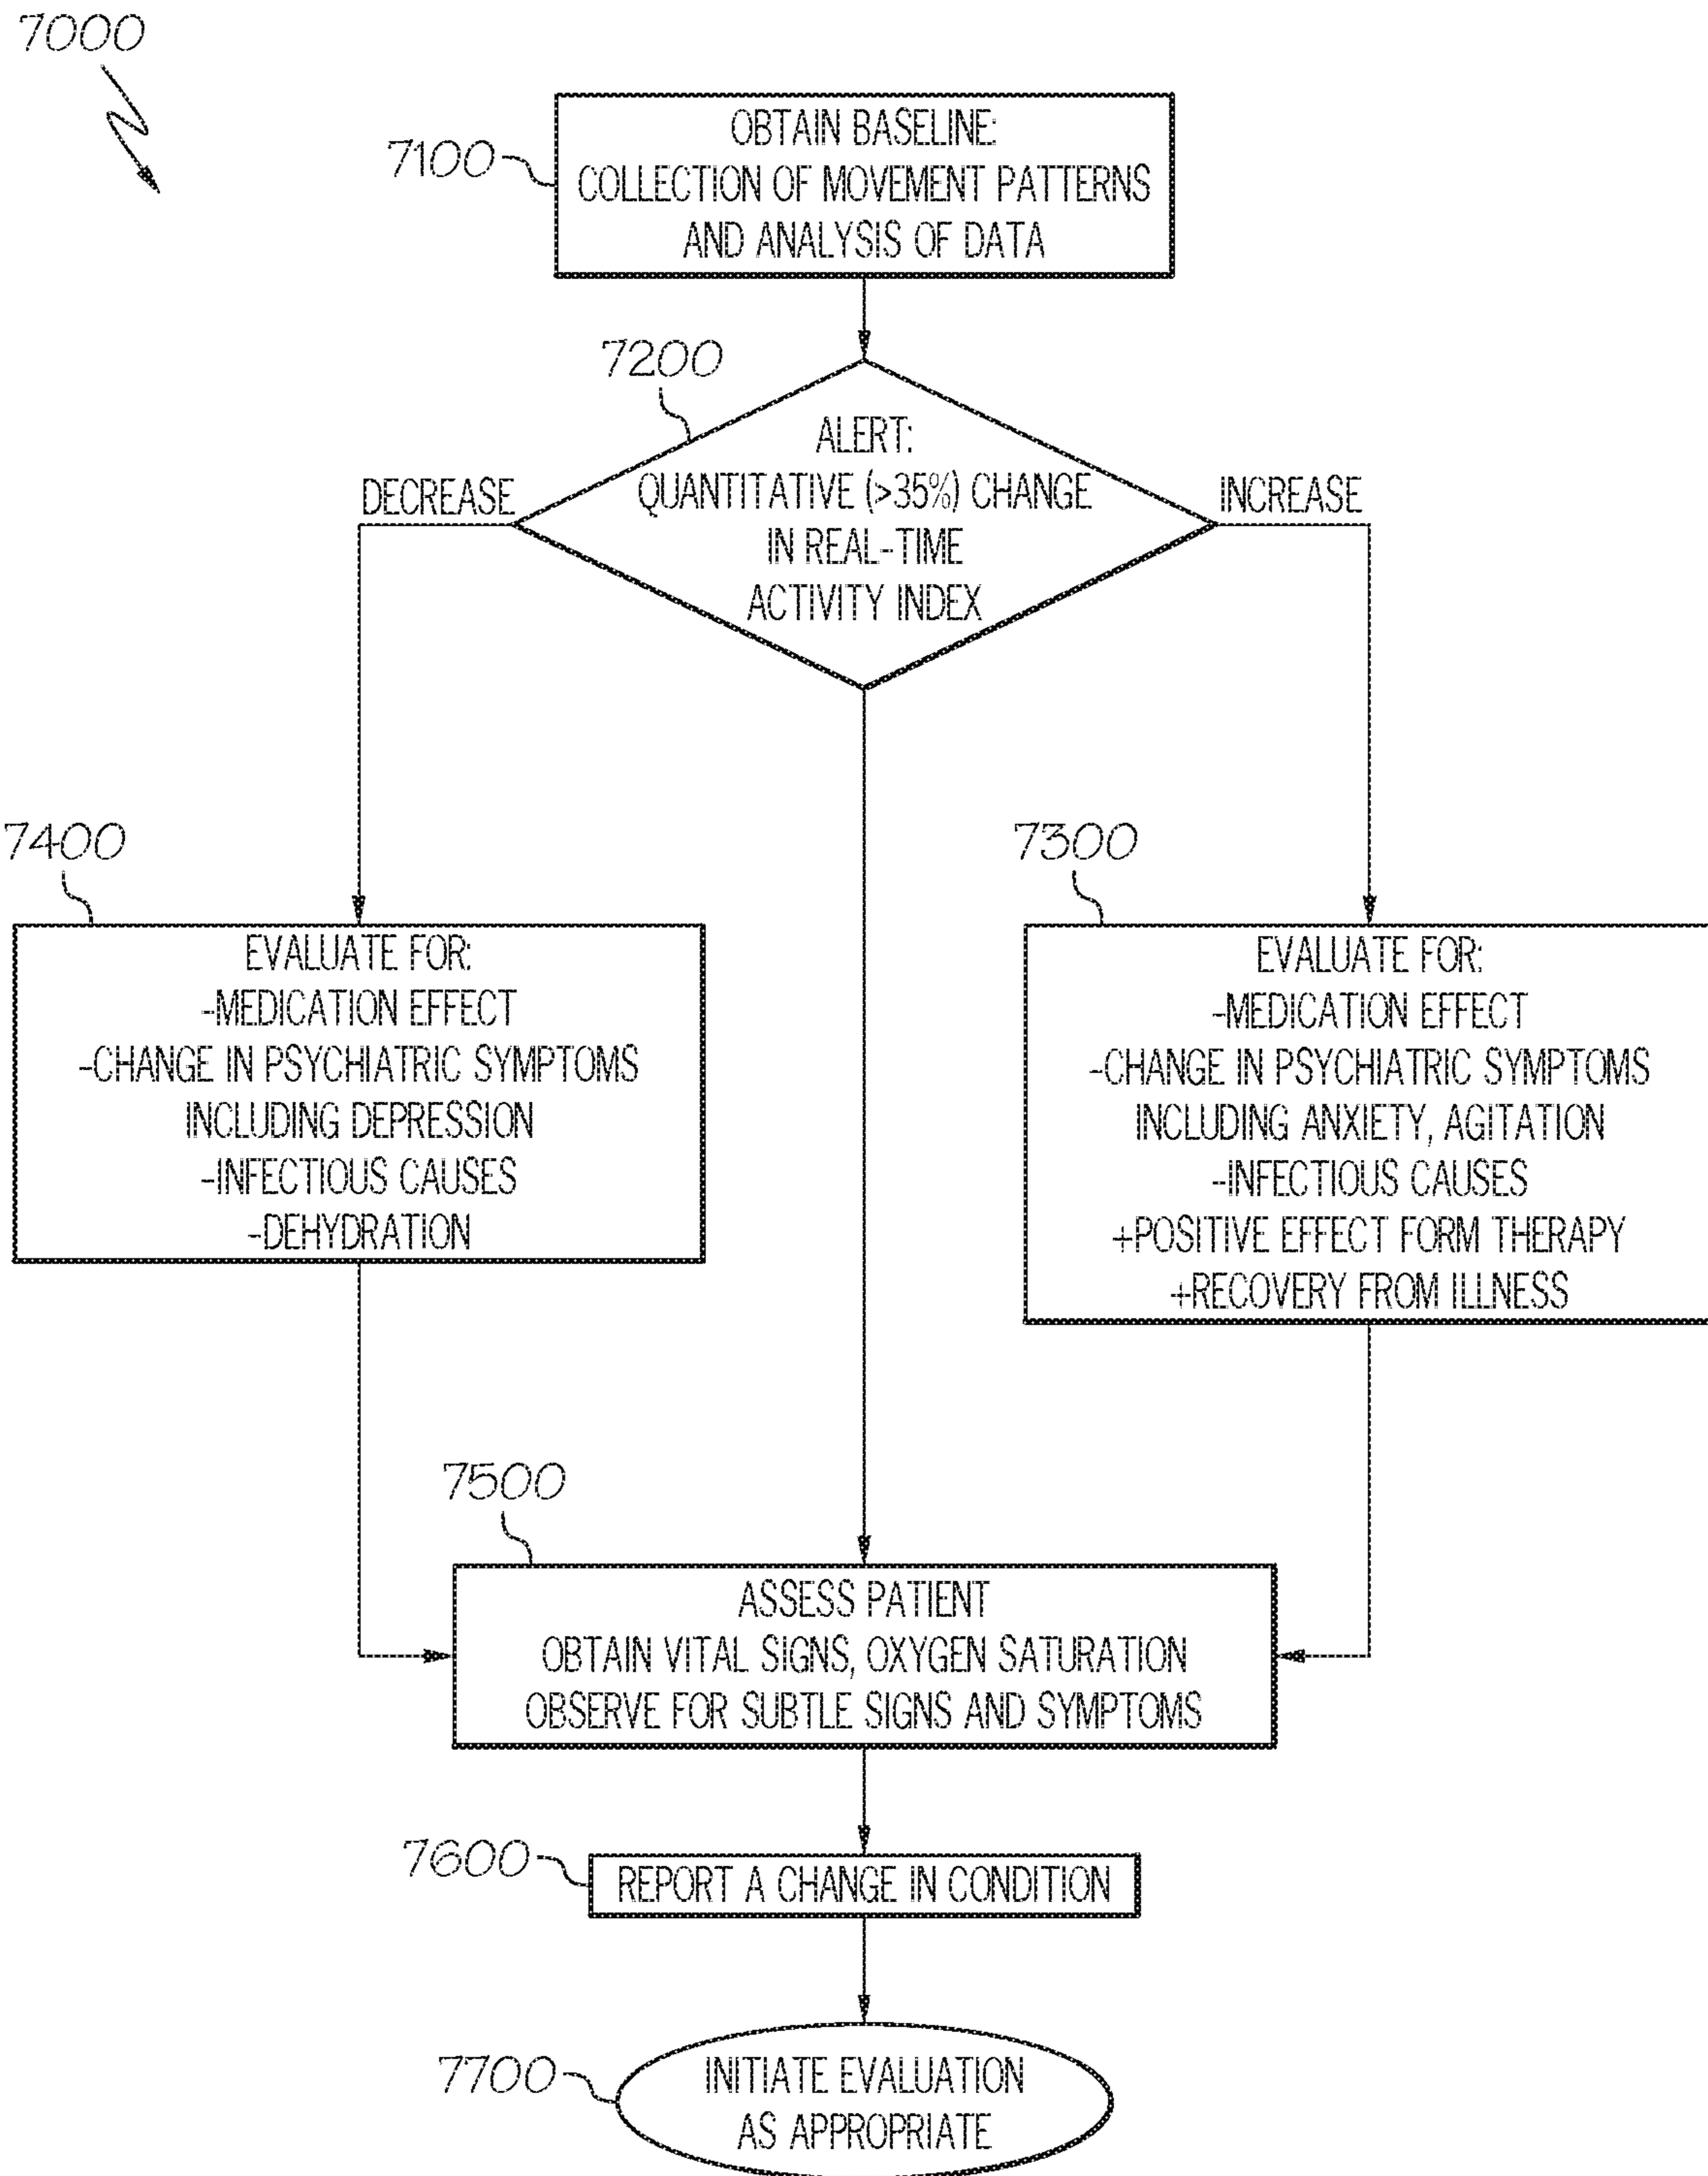 7000
7100
OBTAIN BASELINE:
COLLECTION OF MOVEMENT PATTERNS
AND ANALYSIS OF DATA
7200
ALERT:
QUANTITATIVE (>35%) CHANGE
IN REAL-TIME
ACTIVITY INDEX
DECREASE
INCREASE
7400
EVALUATE FOR:
-MEDICATION EFFECT
-CHANGE IN PSYCHIATRIC SYMPTOMS
INCLUDING DEPRESSION
-INFECTIOUS CAUSES
-DEHYDRATION
7300
EVALUATE FOR:
-MEDICATION EFFECT
-CHANGE IN PSYCHIATRIC SYMPTOMS
INCLUDING ANXIETY, AGITATION
-INFECTIOUS CAUSES
+POSITIVE EFFECT FORM THERAPY
+RECOVERY FROM ILLNESS
7500
ASSESS PATIENT
OBTAIN VITAL SIGNS, OXYGEN SATURATION
OBSERVE FOR SUBTLE SIGNS AND SYMPTOMS
7600
REPORT A CHANGE IN CONDITION
7700
INITIATE EVALUATION
AS APPROPRIATE